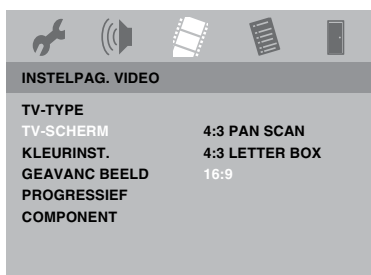 INSTELPAG. VIDEO
TV-TYPE
TV-SCHERM 4:3 PAN SCAN
KLEURINST. 4:3 LETTER BOX
GEAVANC BEELD 16:9
PROGRESSIEF
COMPONENT